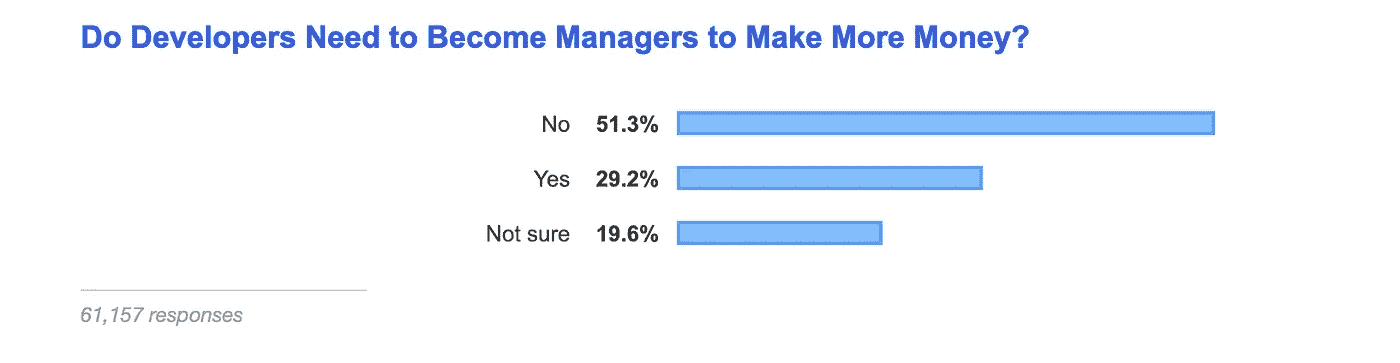 Do Developers Need to Become Managers to Make More Money?
No 51.3%
Yes 29.2%
Not sure 19.6%
61,157 responses